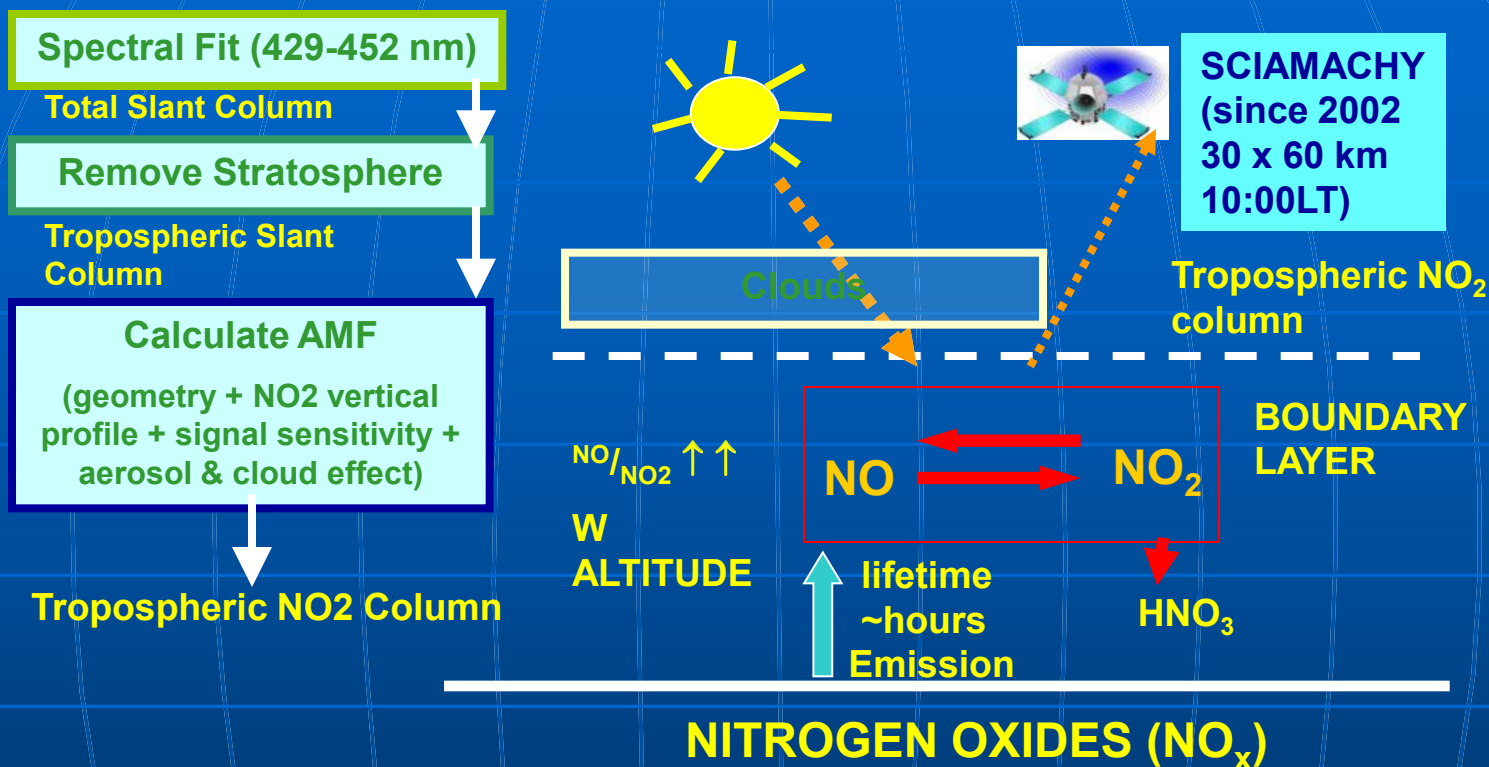 Spectral Fit (429-452 nm)
Total Slant Column
Remove Stratosphere
Tropospheric Slant
Column
Calculate AMF
(geometry + NO2 vertical
profile + signal sensitivity +
aerosol & cloud effect)
Tropospheric NO2 Column
SCIAMACHY
(since 2002
30 x 60 km
10:00LT)
Clouds
Tropospheric NO₂
column
BOUNDARY
LAYER
NO/NO2 ↑ ↑
W
ALTITUDE
NO
NO₂
HNO₃
lifetime
~hours
Emission
NITROGEN OXIDES (NOₓ)